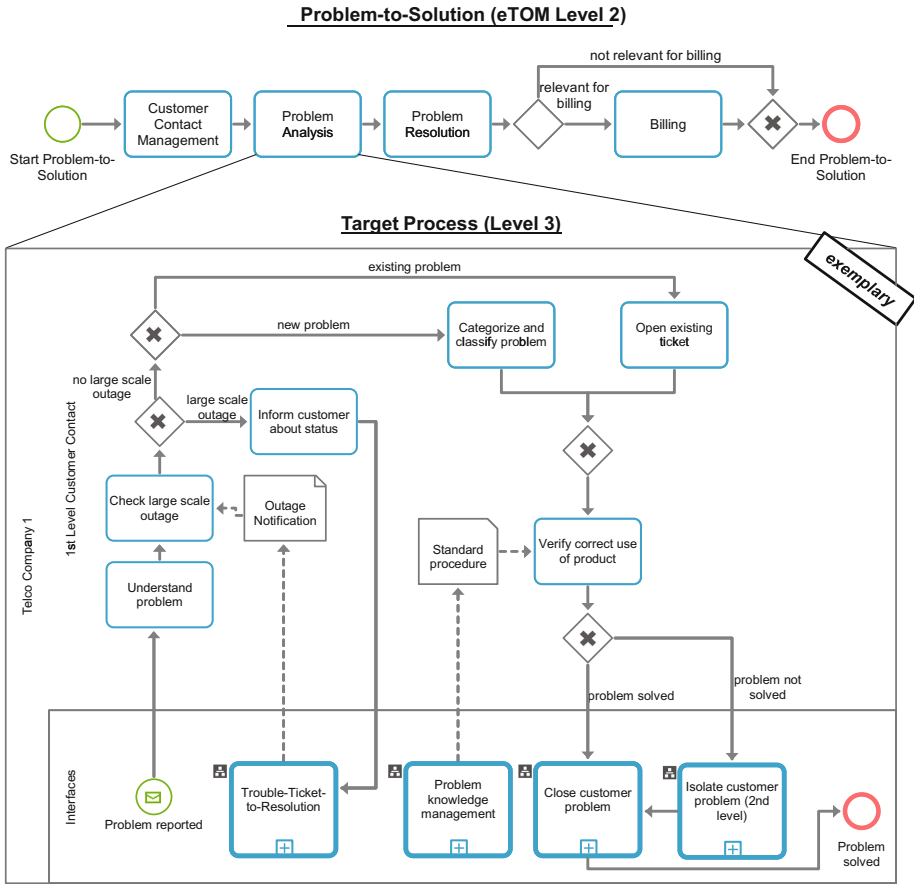 Problem-to-Solution (eTOM Level 2)
not relevant for billing
relevant for
billing
Customer
Contact
Management
Problem
Analysis
Problem
Resolution
Billing
Start Problem-to-
Solution
End Problem-to-
Solution
Target Process (Level 3)
exemplary
existing problem
new problem
Categorize and
classify problem
Open existing
ticket
no large scale
outage
large scale
outage
Inform customer
about status
Check large scale
outage
Outage
Notification
Standard
procedure
Verify correct use
of product
Understand
problem
Telco Company 1
1st Level Customer Contact
problem solved
problem not
solved
Interfaces
Problem reported
Trouble-Ticket-
to-Resolution
Problem
knowledge
management
Close customer
problem
Isolate customer
problem (2nd
level)
Problem
solved